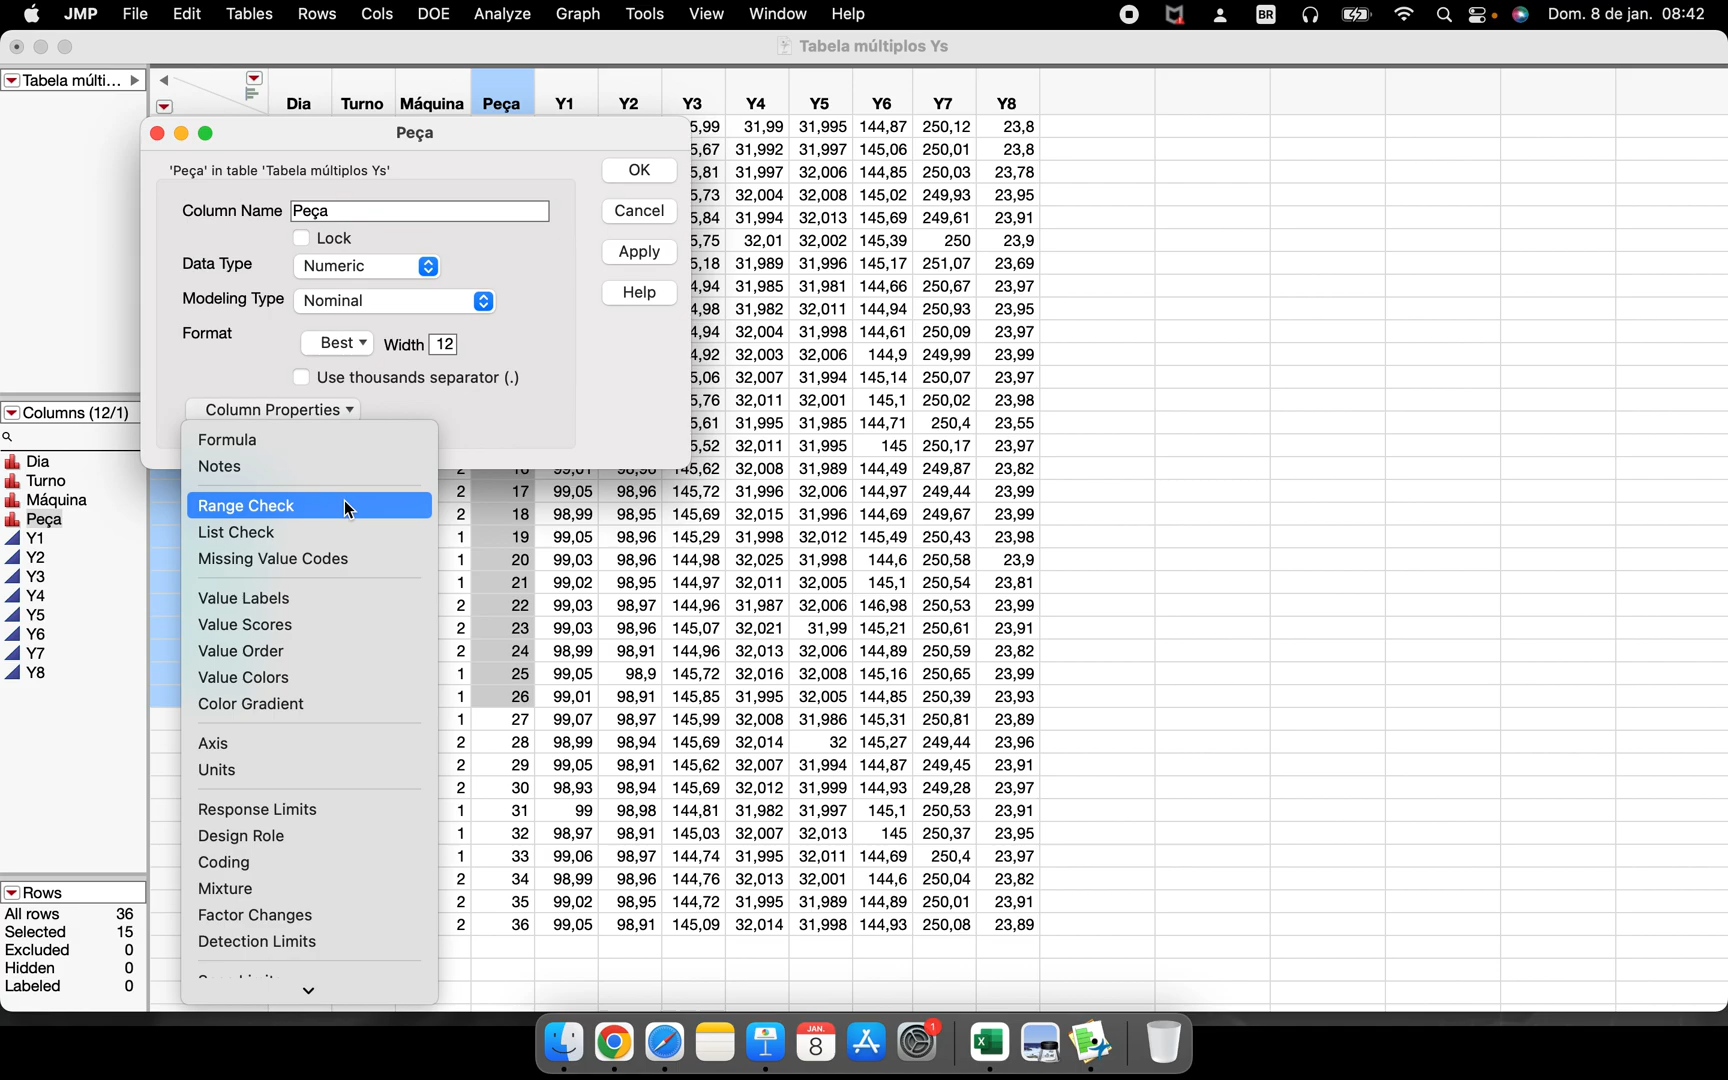 JMP File Edit Tables Rows Cols DOE Analyze Graph Tools View Window Help BR Dom. 8 de jan. 08:42
Tabela múltiplos Ys
Tabela múlti...
Dia Turno Máquina Peça Y1 Y2 Y3 Y4 Y5 Y6 Y7 Y8
Peça
'Peça' in table 'Tabela múltiplos Ys'
OK
Column Name Peça
Cancel
Lock
Apply
Data Type Numeric
Help
Modeling Type Nominal
Format Best Width 12
Use thousands separator (.)
Column Properties
Formula
Notes
Range Check
List Check
Missing Value Codes
Value Labels
Value Scores
Value Order
Value Colors
Color Gradient
Axis
Units
Response Limits
Design Role
Coding
Mixture
Factor Changes
Detection Limits
5,99 31,99 31,995 144,87 250,12 23,8
5,67 31,992 31,997 145,06 250,01 23,8
5,81 31,997 32,006 144,85 250,03 23,78
5,73 32,004 32,008 145,02 249,93 23,95
5,84 31,994 32,013 145,69 249,61 23,91
5,75 32,01 32,002 145,39 250 23,9
5,18 31,989 31,996 145,17 251,07 23,69
4,94 31,985 31,981 144,66 250,67 23,97
4,98 31,982 32,011 144,94 250,93 23,95
4,94 32,004 31,998 144,61 250,09 23,97
4,92 32,003 32,006 144,9 249,99 23,99
5,06 32,007 31,994 145,14 250,07 23,97
5,76 32,011 32,001 145,1 250,02 23,98
5,61 31,995 31,985 144,71 250,4 23,55
5,52 32,011 31,995 145 250,17 23,97
145,62 32,008 31,989 144,49 249,87 23,82
2 17 99,05 98,96 145,72 31,996 32,006 144,97 249,44 23,99
2 18 98,99 98,95 145,69 32,015 31,996 144,69 249,67 23,99
1 19 99,05 98,96 145,29 31,998 32,012 145,49 250,43 23,98
1 20 99,03 98,96 144,98 32,025 31,998 144,6 250,58 23,9
1 21 99,02 98,95 144,97 32,011 32,005 145,1 250,54 23,81
2 22 99,03 98,97 144,96 31,987 32,006 146,98 250,53 23,99
2 23 99,03 98,96 145,07 32,021 31,99 145,21 250,61 23,91
2 24 98,99 98,91 144,96 32,013 32,006 144,89 250,59 23,82
1 25 99,05 98,9 145,72 32,016 32,008 145,16 250,65 23,99
1 26 99,01 98,91 145,85 31,995 32,005 144,85 250,39 23,93
1 27 99,07 98,97 145,99 32,008 31,986 145,31 250,81 23,89
2 28 98,99 98,94 145,69 32,014 32 145,27 249,44 23,96
2 29 99,05 98,91 145,62 32,007 31,994 144,87 249,45 23,91
2 30 98,93 98,94 145,69 32,012 31,999 144,93 249,28 23,97
1 31 99 98,98 144,81 31,982 31,997 145,1 250,53 23,91
1 32 98,97 98,91 145,03 32,007 32,013 145 250,37 23,95
1 33 99,06 98,97 144,74 31,995 32,011 144,69 250,4 23,97
2 34 98,99 98,96 144,76 32,013 32,001 144,6 250,04 23,82
2 35 99,02 98,95 144,72 31,995 31,989 144,89 250,01 23,91
2 36 99,05 98,91 145,09 32,014 31,998 144,93 250,08 23,89
Columns (12/1)
Dia
Turno
Máquina
Peça
Y1
Y2
Y3
Y4
Y5
Y6
Y7
Y8
Rows
All rows 36
Selected 15
Excluded 0
Hidden 0
Labeled 0
JAN.
8
1